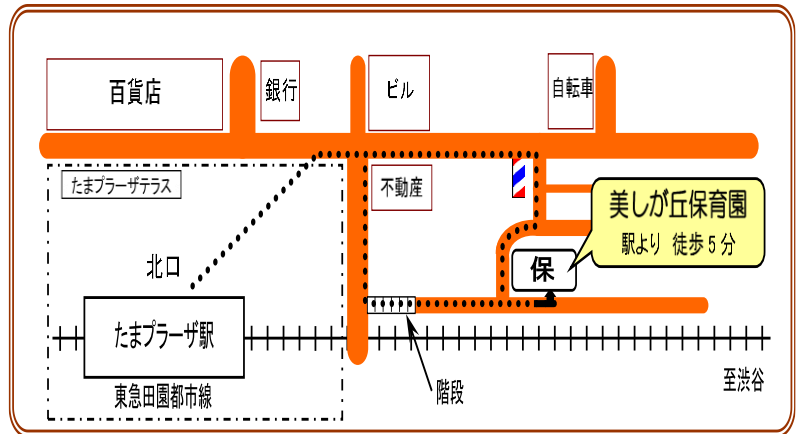 百貨店
銀行
ビル
自転車
たまプラーザテラス
不動産
美しが丘保育園
駅より 徒歩5分
北口
保
たまプラーザ駅
東急田園都市線
階段
至渋谷